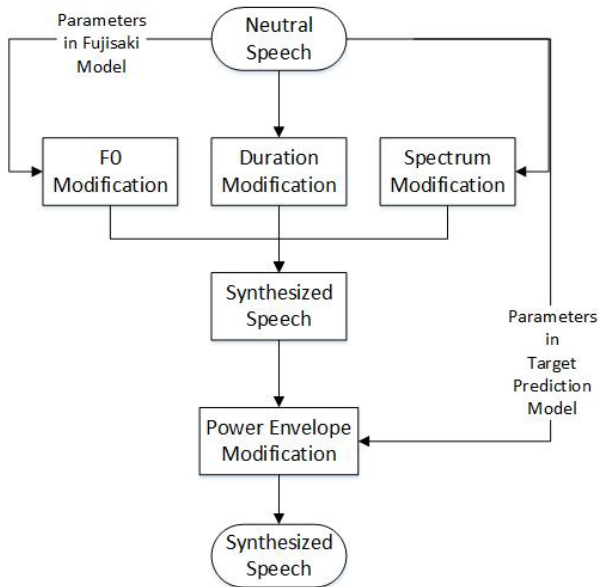 Parameters
in Fujisaki
Model
Neutral
Speech
F0
Modification
Duration
Modification
Spectrum
Modification
Synthesized
Speech
Parameters
in
Target
Prediction
Model
Power Envelope
Modification
Synthesized
Speech